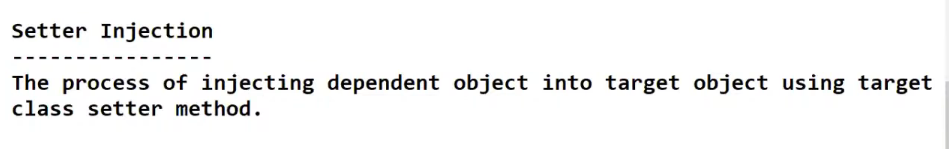 Setter Injection
----------------
The process of injecting dependent object into target object using target
class setter method.